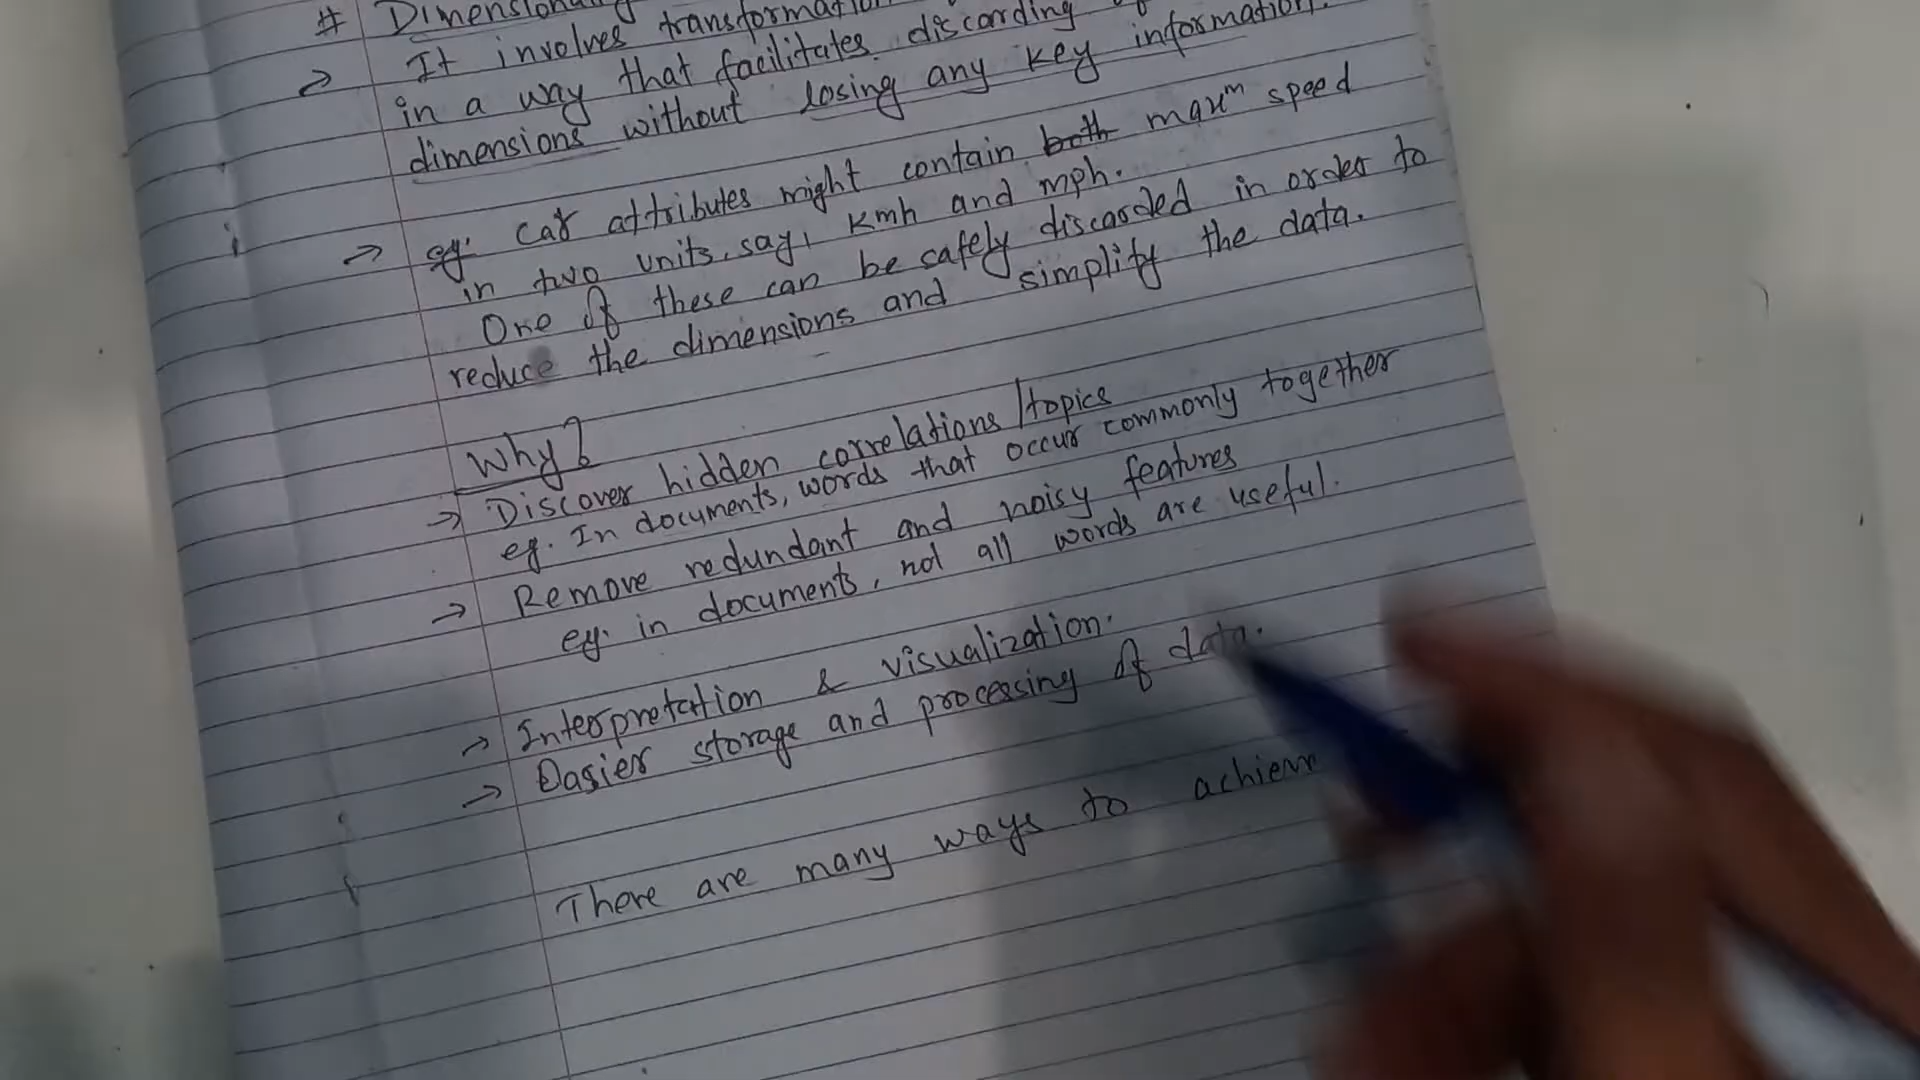 # Dimensionality
→ It involves transformation
in a way that facilitates discarding of
dimensions without losing any key information.
→ eg. car attributes might contain both maxm speed
in two units, say, Kmh and mph.
One of these can be safely discarded in order to
reduce the dimensions and simplify the data.
Why?
→ Discover hidden correlations/topics
eg. In documents, words that occur commonly together
→ Remove redundant and noisy features
eg. in documents, not all words are useful.
→ Interpretation & visualization.
→ Easier storage and processing of data.
There are many ways to achieve